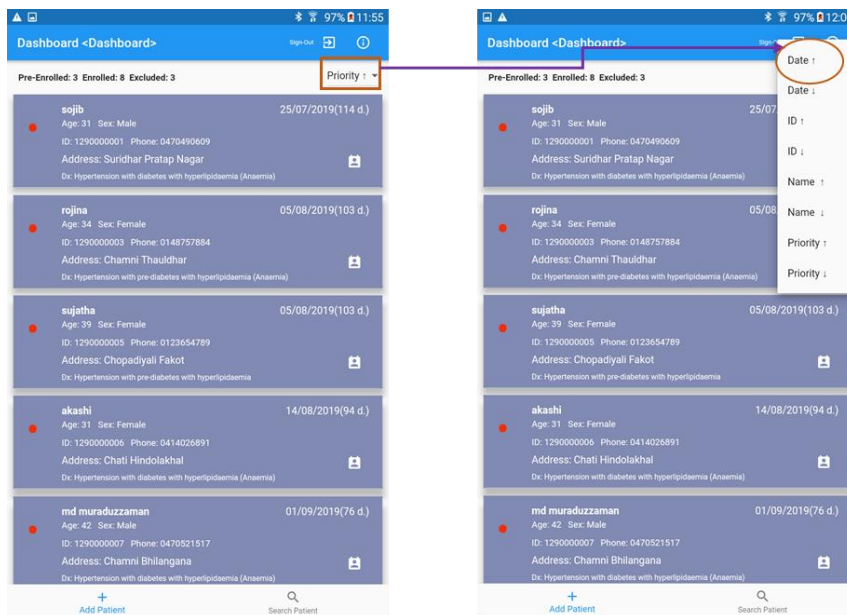 97% 11:55
Dashboard <Dashboard>
Sign-Out
Pre-Enrolled: 3 Enrolled: 8 Excluded: 3
Priority ↑
sojib
25/07/2019(114 d.)
Age: 31 Sex: Male
ID: 1290000001 Phone: 0470490609
Address: Suridhar Pratap Nagar
Dx: Hypertension with diabetes with hyperlipidaemia (Anaemia)
rojina
05/08/2019(103 d.)
Age: 34 Sex: Female
ID: 1290000003 Phone: 0148757884
Address: Chamni Thauldhar
Dx: Hypertension with pre-diabetes with hyperlipidaemia (Anaemia)
sujatha
05/08/2019(103 d.)
Age: 39 Sex: Female
ID: 1290000005 Phone: 0123654789
Address: Chopadiyali Fakot
Dx: Hypertension with pre-diabetes with hyperlipidaemia
akashi
14/08/2019(94 d.)
Age: 31 Sex: Female
ID: 1290000006 Phone: 0414026891
Address: Chati Hindolakhal
Dx: Hypertension with diabetes with hyperlipidaemia (Anaemia)
md muraduzzaman
01/09/2019(76 d.)
Age: 42 Sex: Male
ID: 1290000007 Phone: 0470521517
Address: Chamni Bhilangana
Dx: Hypertension with diabetes with hyperlipidaemia (Anaemia)
Add Patient
Search Patient
97% 12:0
Dashboard <Dashboard>
Pre-Enrolled: 3 Enrolled: 8 Excluded: 3
Date ↑
Date ↓
ID ↑
ID ↓
Name ↑
Name ↓
Priority ↑
Priority ↓
sojib
25/07
Age: 31 Sex: Male
ID: 1290000001 Phone: 0470490609
Address: Suridhar Pratap Nagar
Dx: Hypertension with diabetes with hyperlipidaemia (Anaemia)
rojina
05/08
Age: 34 Sex: Female
ID: 1290000003 Phone: 0148757884
Address: Chamni Thauldhar
Dx: Hypertension with pre-diabetes with hyperlipidaemia (Anaemia)
sujatha
05/08/2019(103 d.)
Age: 39 Sex: Female
ID: 1290000005 Phone: 0123654789
Address: Chopadiyali Fakot
Dx: Hypertension with pre-diabetes with hyperlipidaemia
akashi
14/08/2019(94 d.)
Age: 31 Sex: Female
ID: 1290000006 Phone: 0414026891
Address: Chati Hindolakhal
Dx: Hypertension with diabetes with hyperlipidaemia (Anaemia)
md muraduzzaman
01/09/2019(76 d.)
Age: 42 Sex: Male
ID: 1290000007 Phone: 0470521517
Address: Chamni Bhilangana
Dx: Hypertension with diabetes with hyperlipidaemia (Anaemia)
Add Patient
Search Patient